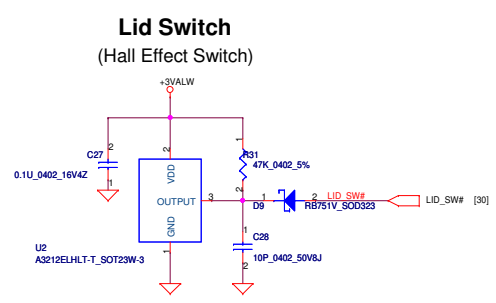 Lid Switch
(Hall Effect Switch)
+3VALW
2
C27
1
0.1U_0402_16V4Z
2
VDD
OUTPUT
3
GND
1
U2
A3212ELHLT-T_SOT23W-3
1
R31
47K_0402_5%
2
1
D9
2
LID_SW#
RB751V_SOD323
LID_SW# [30]
1
C28
10P_0402_50V8J
2